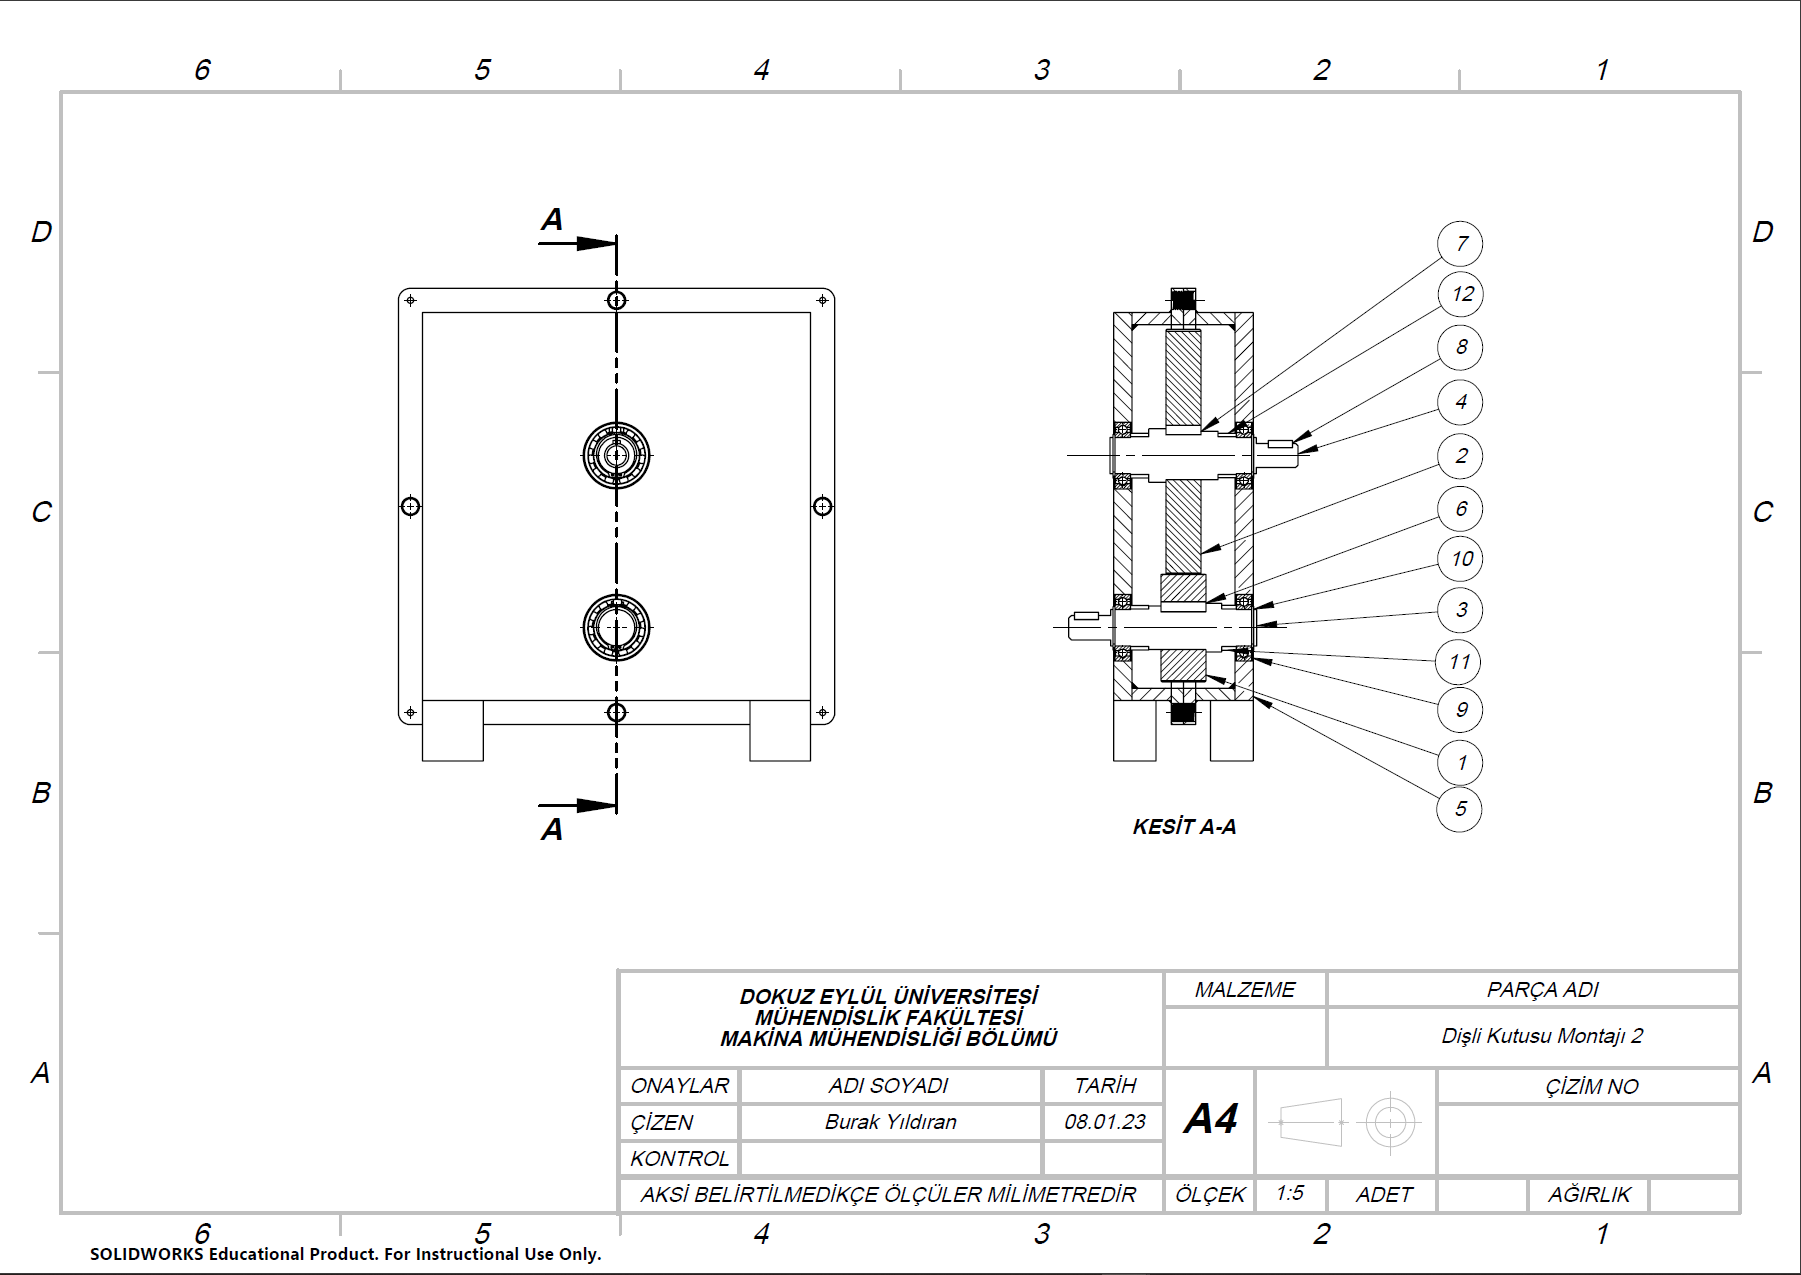 6 5 4 3 2 1
D D
A
7
12
8
4
2
C C
6
10
3
11
9
1
5
B B
A
KESİT A-A
DOKUZ EYLÜL ÜNİVERSİTESİ
MÜHENDİSLİK FAKÜLTESİ
MAKİNA MÜHENDİSLİĞİ BÖLÜMÜ
MALZEME PARÇA ADI
Dişli Kutusu Montajı 2
A A
ONAYLAR ADI SOYADI TARİH
ÇİZEN Burak Yıldıran 08.01.23
KONTROL
A4
ÇİZİM NO
AKSİ BELİRTİLMEDİKÇE ÖLÇÜLER MİLİMETREDİR ÖLÇEK 1:5 ADET AĞIRLIK
6 5 4 3 2 1
SOLIDWORKS Educational Product. For Instructional Use Only.